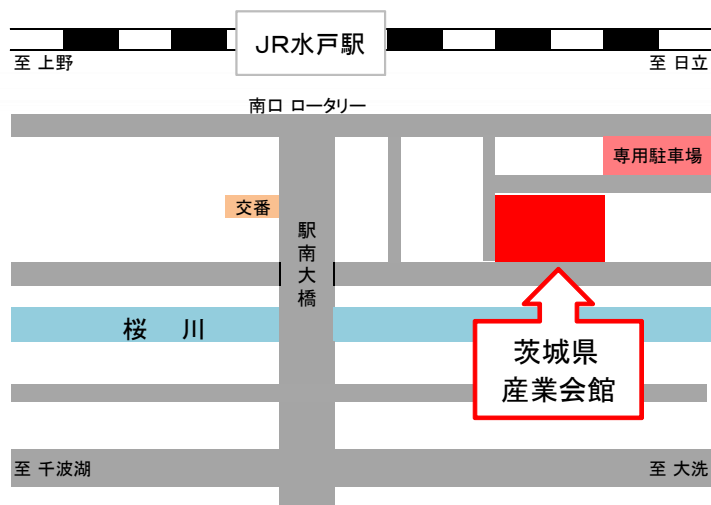 JR水戸駅
至 上野
至 日立
南口 ロータリー
専用駐車場
交番
駅南大橋
桜 川
茨城県
産業会館
至 千波湖
至 大洗